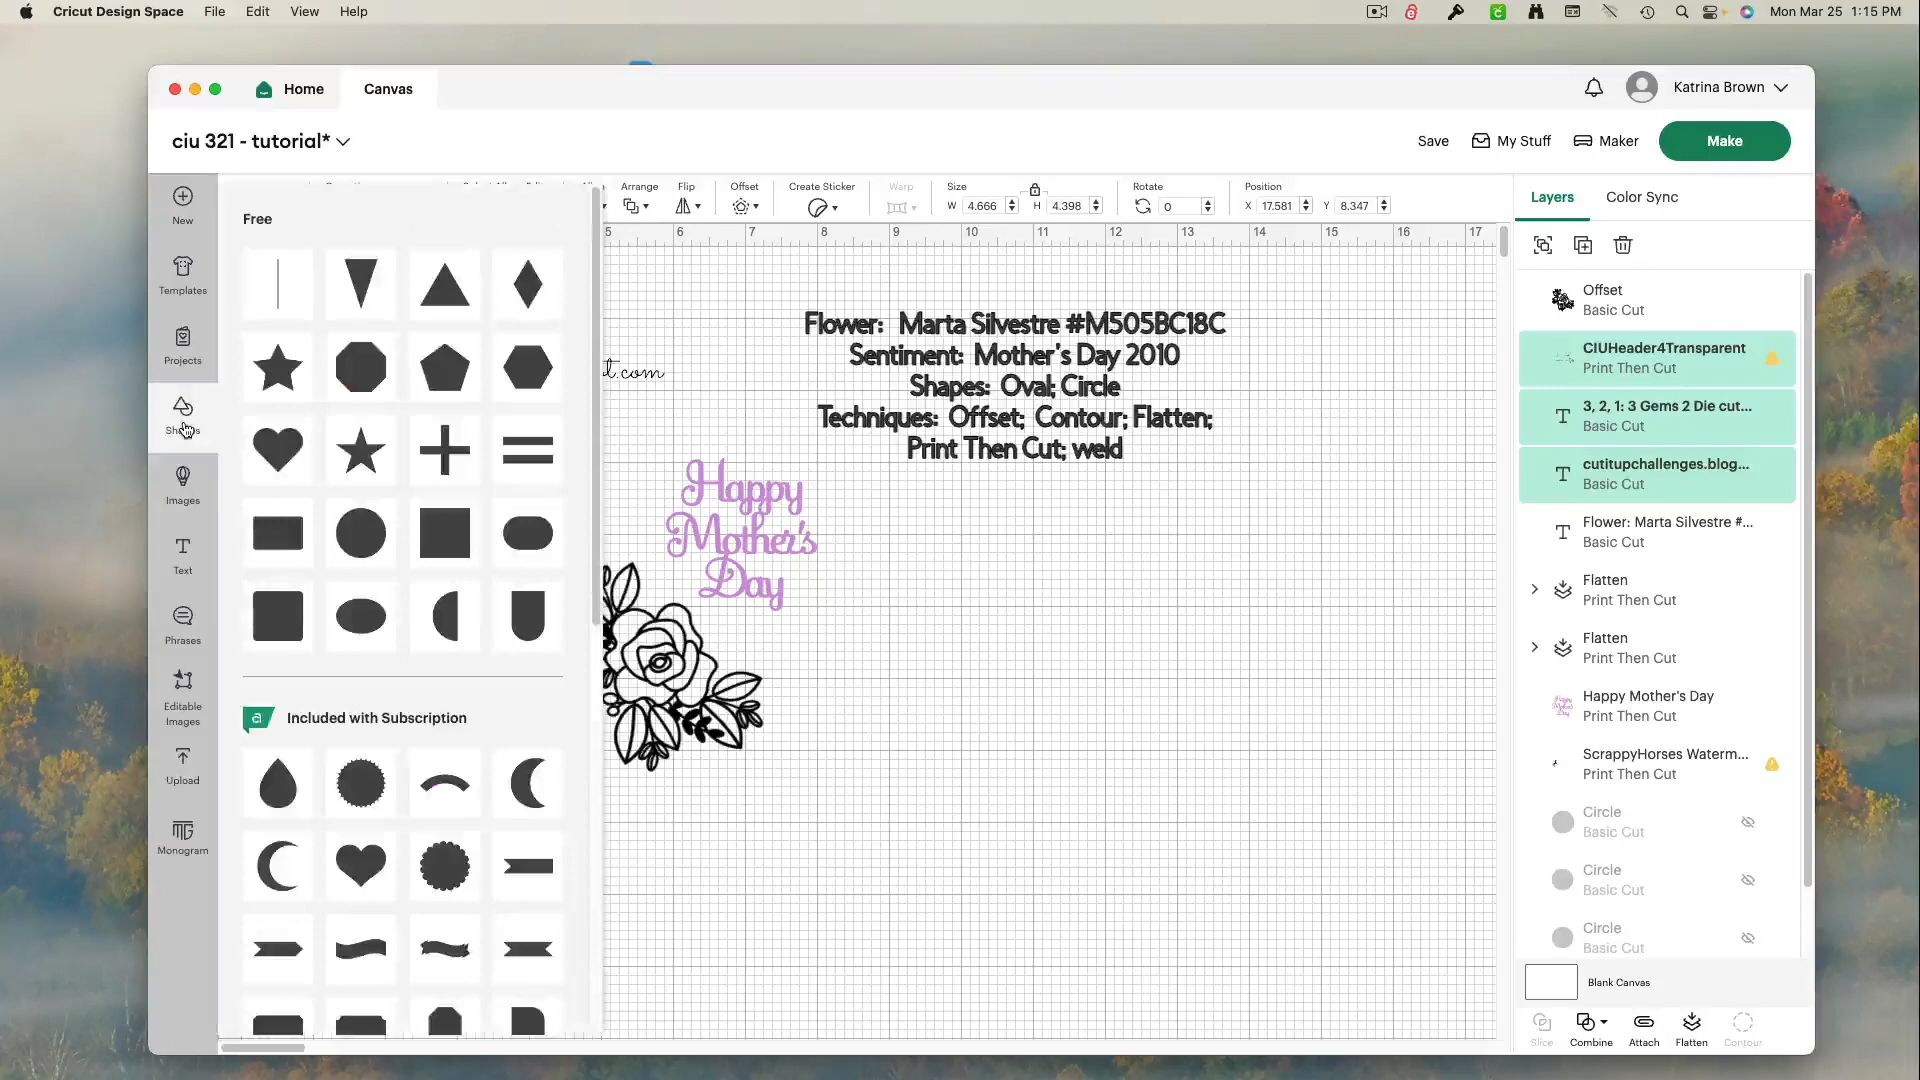 Cricut Design Space File Edit View Help Mon Mar 25 1:15 PM
Home Canvas Katrina Brown
ciu 321 - tutorial* Save My Stuff Maker Make
New
Templates
Projects
Images
Text
Phrases
Editable
Images
Upload
Monogram
Free
Included with Subscription
Arrange Flip Offset Create Sticker Warp Size Rotate Position
W 4.666 H 4.398 0 X 17.581 Y 8.347
5 6 7 8 9 10 11 12 13 14 15 16 17
t.com
Flower: Marta Silvestre #M505BC18C
Sentiment: Mother's Day 2010
Shapes: Oval; Circle
Techniques: Offset; Contour; Flatten;
Print Then Cut; weld
Happy
Mother's
Day
Layers Color Sync
Offset
Basic Cut
CIUHeader4Transparent
Print Then Cut
3, 2, 1: 3 Gems 2 Die cut...
Basic Cut
cutitupchallenges.blog...
Basic Cut
Flower: Marta Silvestre #...
Basic Cut
Flatten
Print Then Cut
Flatten
Print Then Cut
Happy Mother's Day
Print Then Cut
ScrappyHorses Waterm...
Print Then Cut
Circle
Basic Cut
Circle
Basic Cut
Circle
Basic Cut
Blank Canvas
Slice Combine Attach Flatten Contour